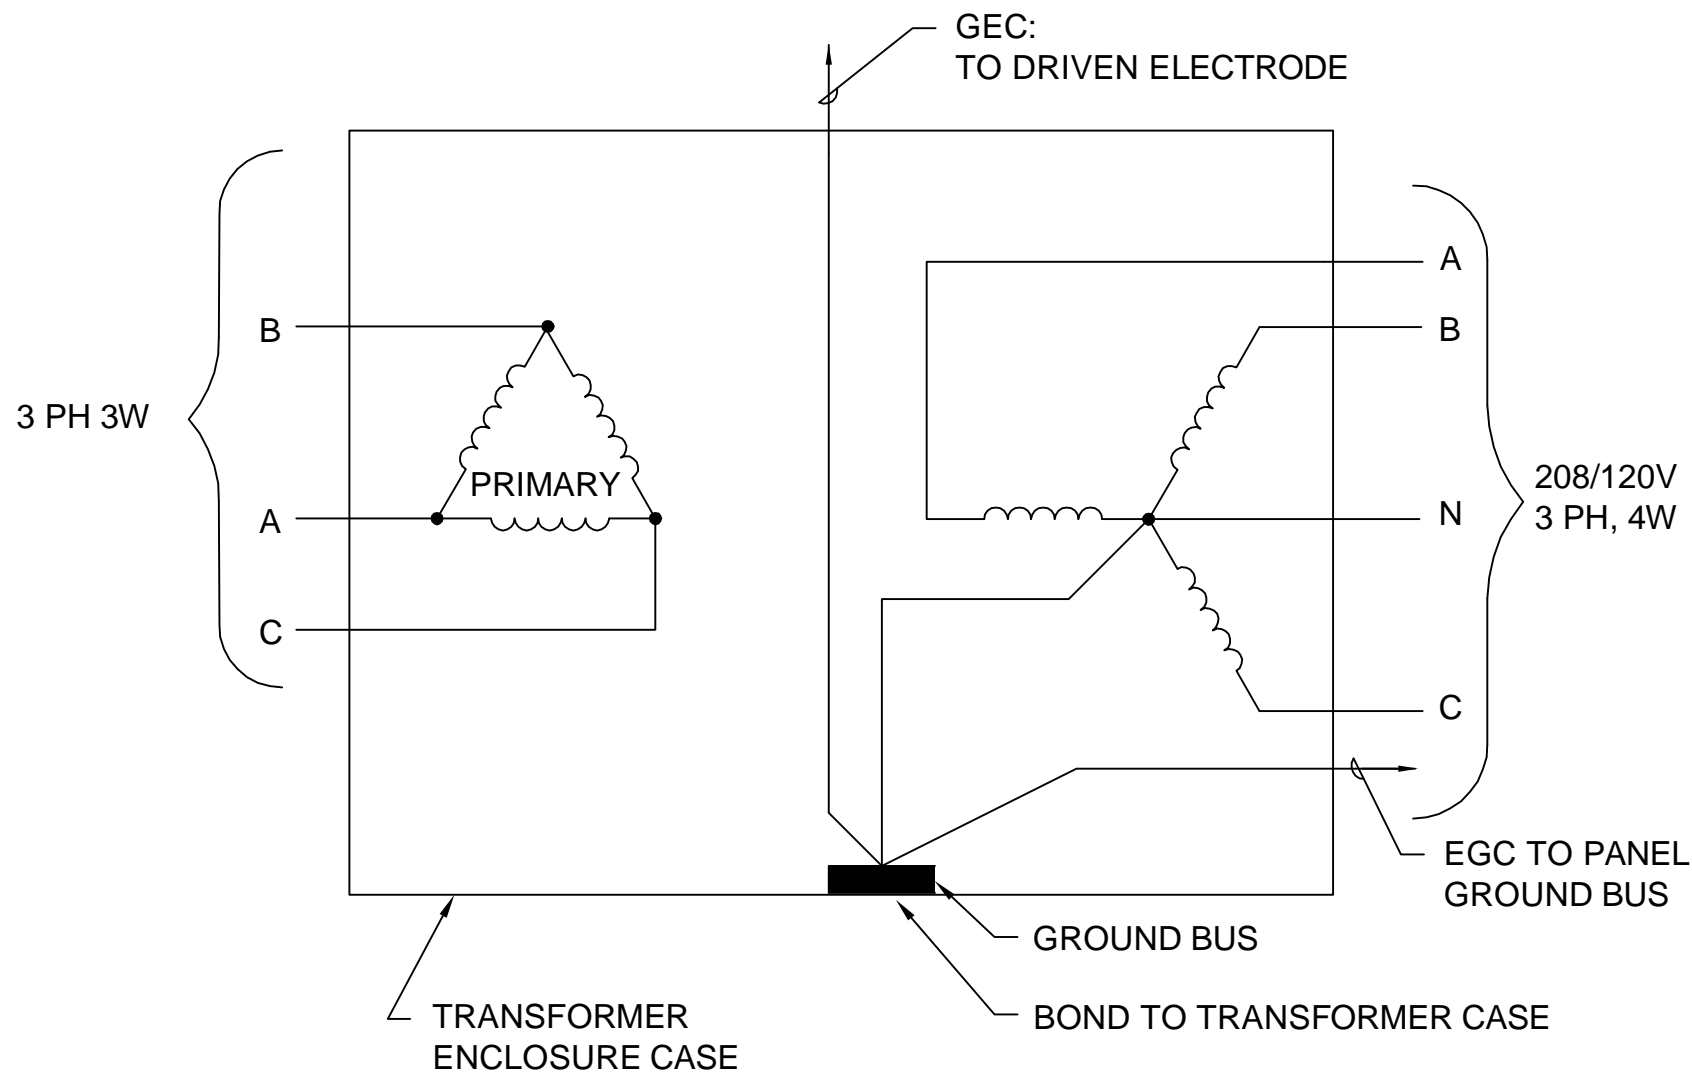 GEC:
TO DRIVEN ELECTRODE
A
B
B
3 PH 3W
PRIMARY
208/120V
A
N
3 PH, 4W
C
C
EGC TO PANEL
GROUND BUS
GROUND BUS
TRANSFORMER
ENCLOSURE CASE
BOND TO TRANSFORMER CASE